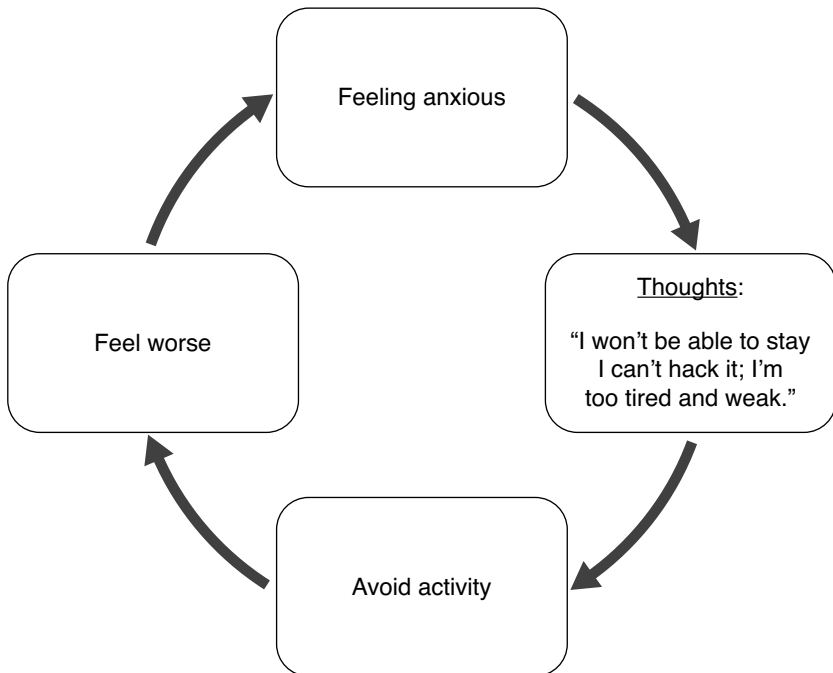 Feeling anxious
Thoughts:
“I won’t be able to stay
I can’t hack it; I’m
too tired and weak.”
Avoid activity
Feel worse